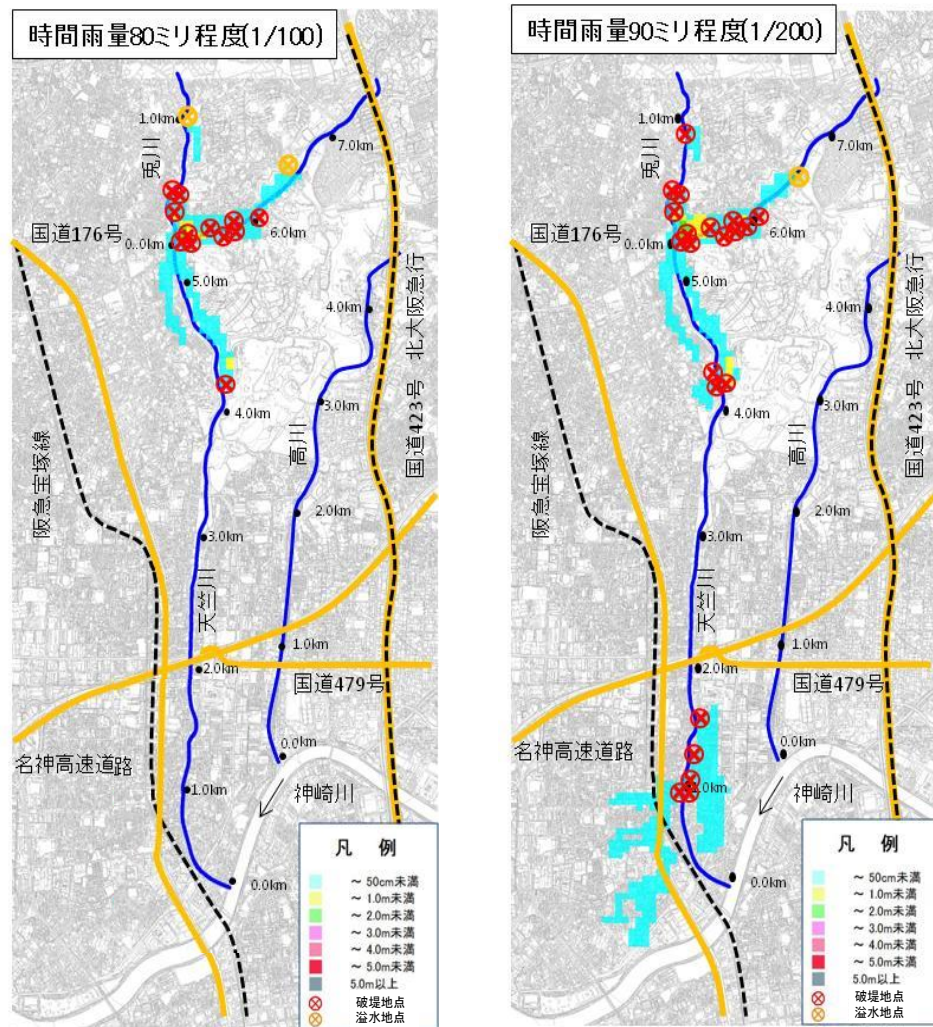 時間雨量80ミリ程度(1/100)
1.0km
7.0km
兎川
6.0km
国道176号
0.0km
5.0km
4.0km
北大阪急行
国道423号
4.0km
3.0km
高川
阪急宝塚線
2.0km
3.0km
天竺川
1.0km
2.0km
国道479号
0.0km
名神高速道路
1.0km
神崎川
0.0km
凡 例
～ 50cm未満
～ 1.0m未満
～ 2.0m未満
～ 3.0m未満
～ 4.0m未満
～ 5.0m未満
5.0m以上
破堤地点
溢水地点
時間雨量90ミリ程度(1/200)
1.0km
7.0km
兎川
6.0km
国道176号
0.0km
5.0km
4.0km
北大阪急行
国道423号
4.0km
3.0km
高川
阪急宝塚線
2.0km
3.0km
天竺川
1.0km
2.0km
国道479号
0.0km
名神高速道路
1.0km
神崎川
0.0km
凡 例
～ 50cm未満
～ 1.0m未満
～ 2.0m未満
～ 3.0m未満
～ 4.0m未満
～ 5.0m未満
5.0m以上
破堤地点
溢水地点